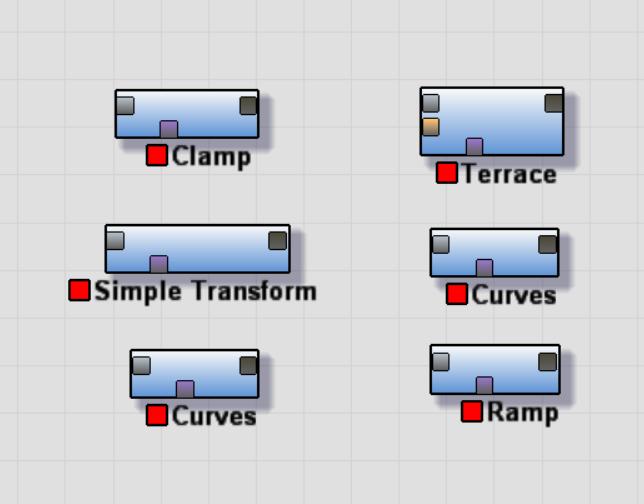 Clamp
Terrace
Simple Transform
Curves
Curves
Ramp